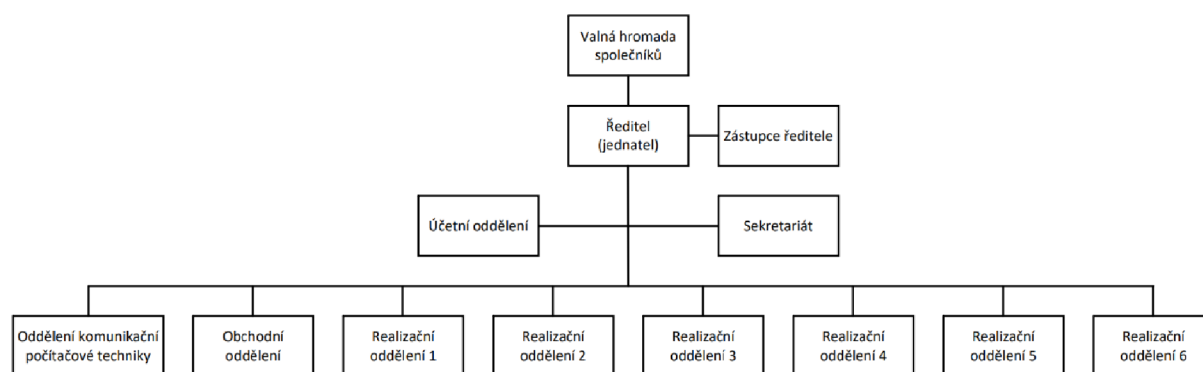 Valná hromada
společníků
Ředitel
(jednatel)
Zástupce ředitele
Účetní oddělení
Sekretariát
Oddělení komunikační
počítačové techniky
Obchodní
oddělení
Realizační
oddělení 1
Realizační
oddělení 2
Realizační
oddělení 3
Realizační
oddělení 4
Realizační
oddělení 5
Realizační
oddělení 6